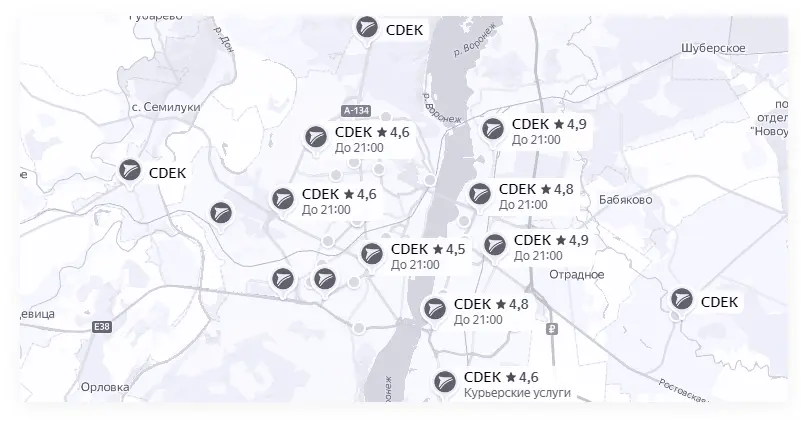 Губарево
р. Дон
CDEK
р. Воронеж
Шуберское
с. Семилуки
А-134
р. Воронеж
CDEK ★ 4,6
До 21:00
CDEK ★ 4,9
До 21:00
по
отдел
"Новоу
CDEK
CDEK ★ 4,6
До 21:00
CDEK ★ 4,8
До 21:00
Бабяково
CDEK ★ 4,5
До 21:00
CDEK ★ 4,9
До 21:00
Отрадное
CDEK
CDEK ★ 4,8
До 21:00
девица
E38
₽
Орловка
CDEK ★ 4,6
Курьерские услуги
Ростовская